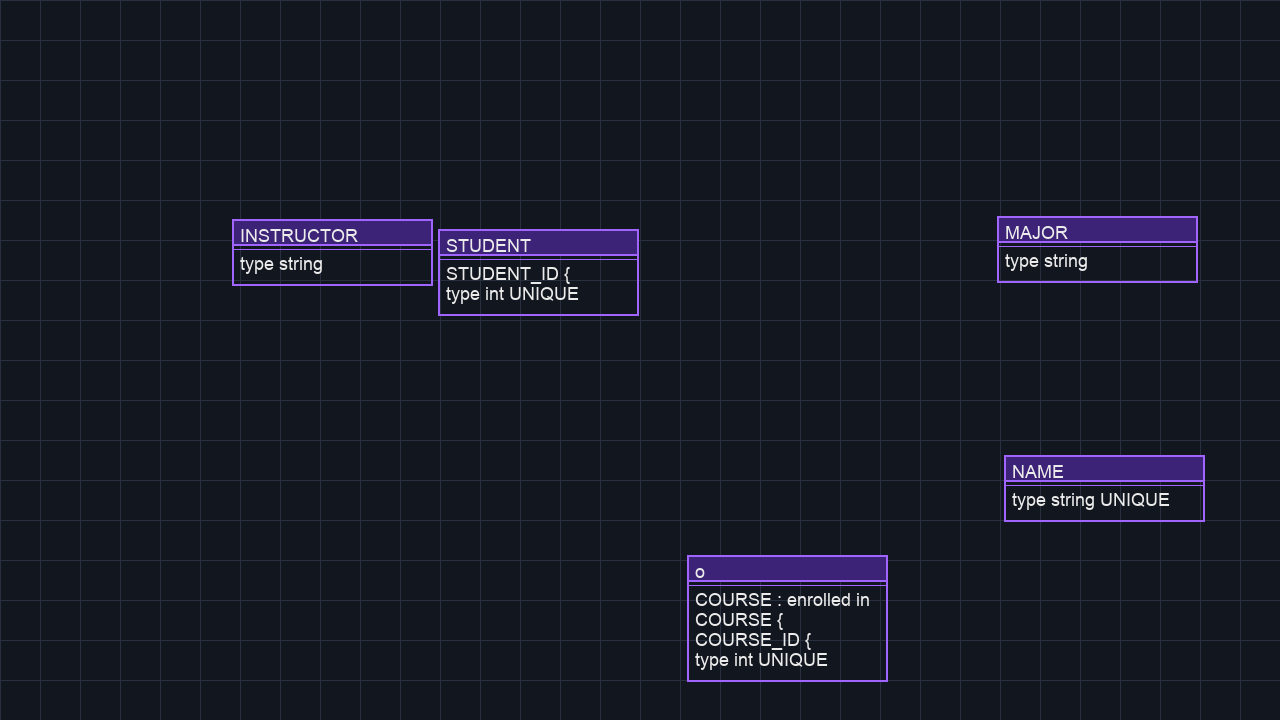 INSTRUCTOR
type string
STUDENT
STUDENT_ID {
type int UNIQUE
MAJOR
type string
NAME
type string UNIQUE
o
COURSE : enrolled in
COURSE {
COURSE_ID {
type int UNIQUE